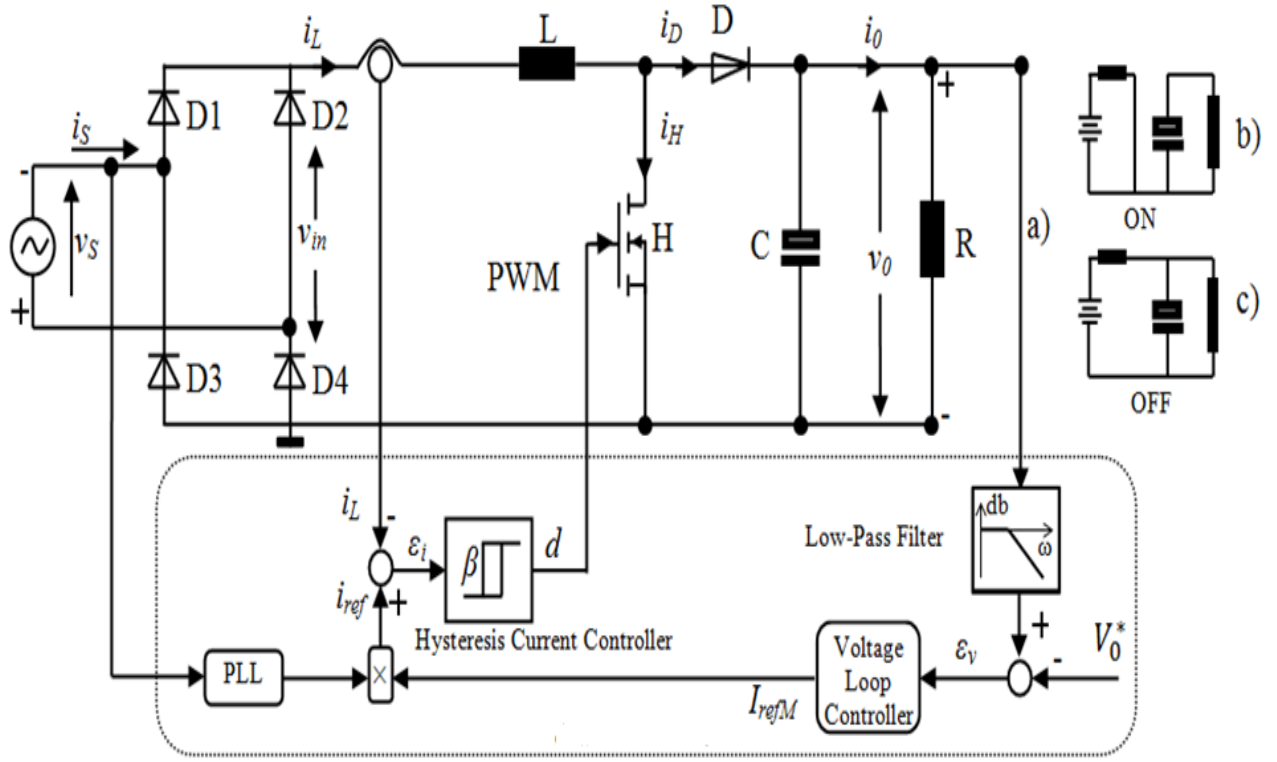 i_L
L
i_D
D
i_0
D1
D2
+
i_S
i_H
b)
-
v_S
v_in
H
C
v_0
R
a)
ON
PWM
+
c)
D3
D4
-
OFF
i_L
-
db
ω
Low-Pass Filter
ε_i
β
d
i_ref
+
Hysteresis Current Controller
+
V_0^*
Voltage
Loop
Controller
ε_v
-
PLL
×
I_refM